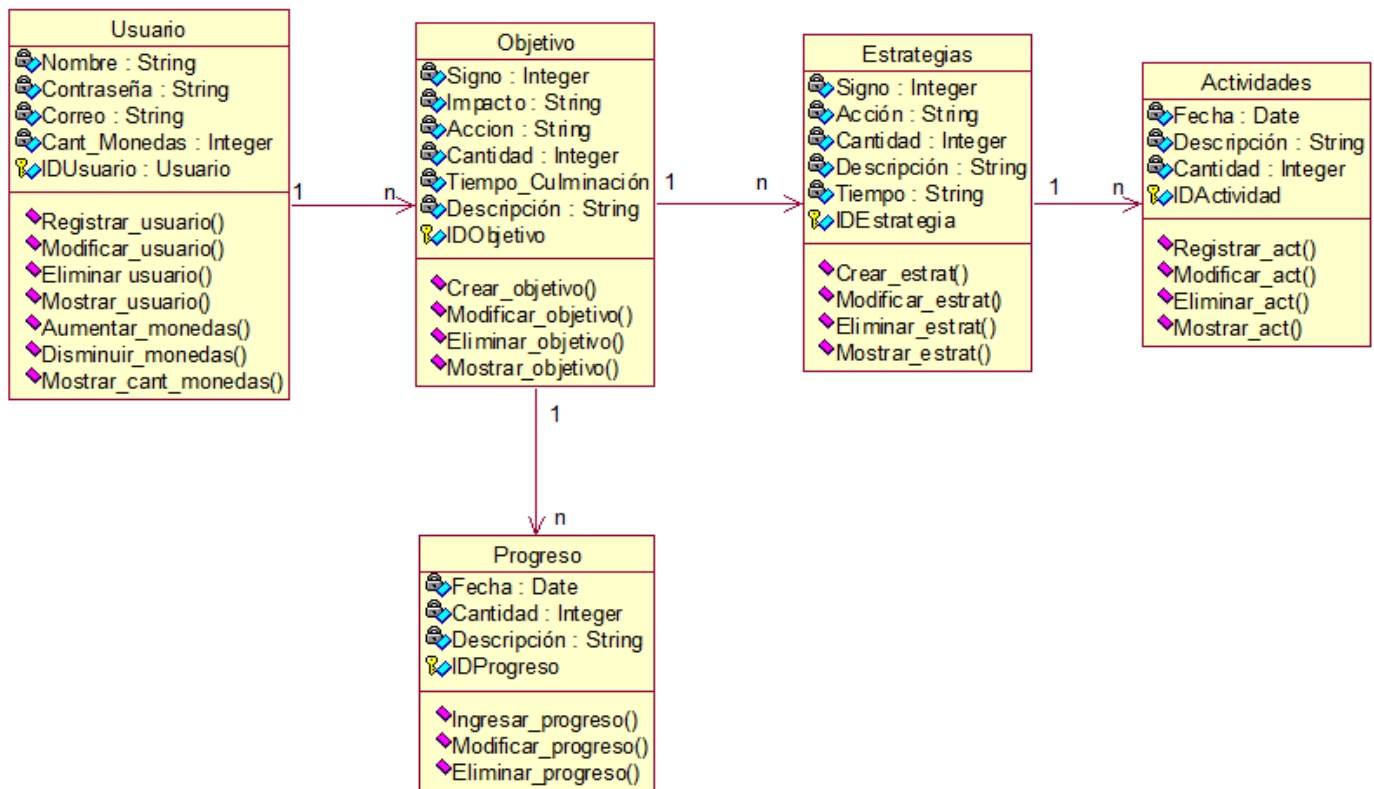 Usuario
Nombre : String
Contraseña : String
Correo : String
Cant_Monedas : Integer
IDUsuario : Usuario
Registrar_usuario()
Modificar_usuario()
Eliminar usuario()
Mostrar_usuario()
Aumentar_monedas()
Disminuir_monedas()
Mostrar_cant_monedas()
1
n
Objetivo
Signo : Integer
Impacto : String
Accion : String
Cantidad : Integer
Tiempo_Culminación
Descripción : String
IDObjetivo
Crear_objetivo()
Modificar_objetivo()
Eliminar_objetivo()
Mostrar_objetivo()
1
n
Estrategias
Signo : Integer
Acción : String
Cantidad : Integer
Descripción : String
Tiempo : String
IDEstrategia
Crear_estrat()
Modificar_estrat()
Eliminar_estrat()
Mostrar_estrat()
1
n
Actividades
Fecha : Date
Descripción : String
Cantidad : Integer
IDActividad
Registrar_act()
Modificar_act()
Eliminar_act()
Mostrar_act()
1
n
Progreso
Fecha : Date
Cantidad : Integer
Descripción : String
IDProgreso
Ingresar_progreso()
Modificar_progreso()
Eliminar_progreso()